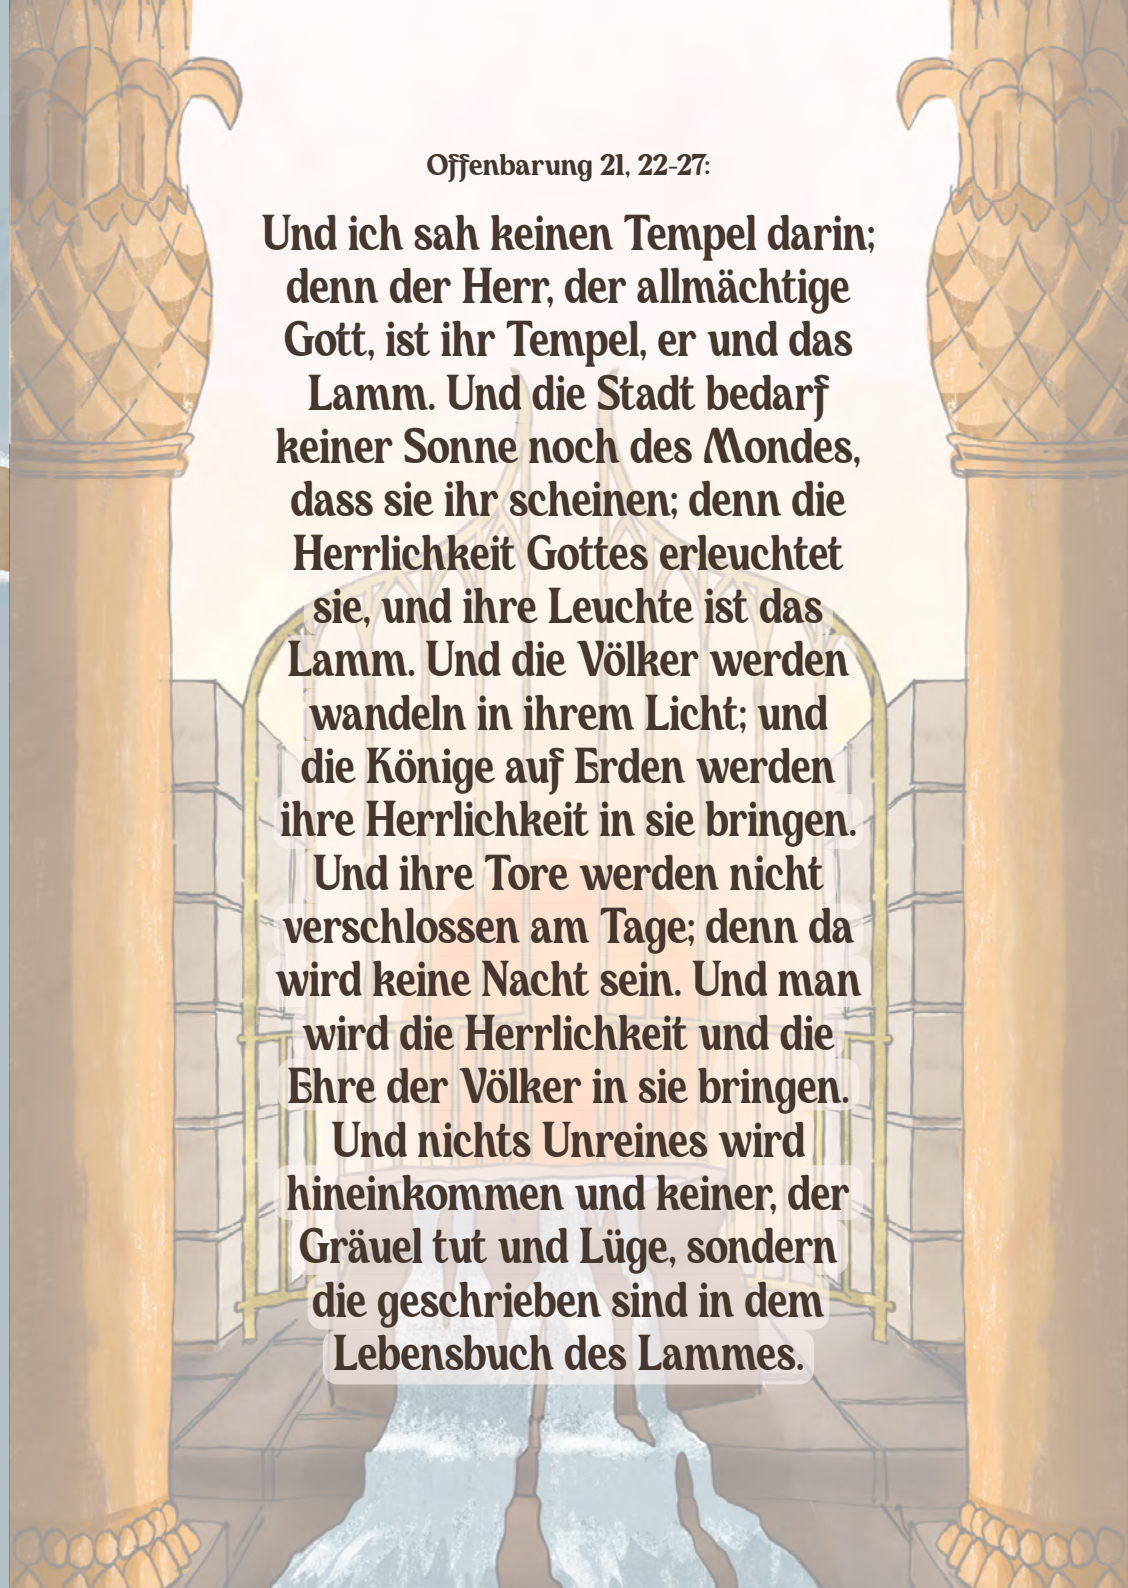 Offenbarung 21, 22-27:
Und ich sah keinen Tempel darin;
denn der Herr, der allmächtige
Gott, ist ihr Tempel, er und das
Lamm. Und die Stadt bedarf
keiner Sonne noch des Mondes,
dass sie ihr scheinen; denn die
Herrlichkeit Gottes erleuchtet
sie, und ihre Leuchte ist das
Lamm. Und die Völker werden
wandeln in ihrem Licht; und
die Könige auf Erden werden
ihre Herrlichkeit in sie bringen.
Und ihre Tore werden nicht
verschlossen am Tage; denn da
wird keine Nacht sein. Und man
wird die Herrlichkeit und die
Ehre der Völker in sie bringen.
Und nichts Unreines wird
hineinkommen und keiner, der
Gräuel tut und Lüge, sondern
die geschrieben sind in dem
Lebensbuch des Lammes.